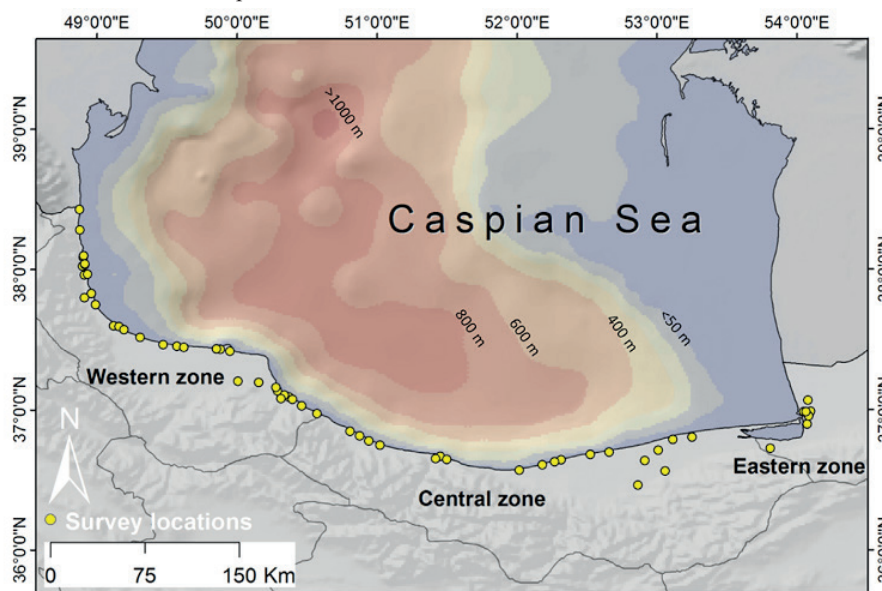 49°0'0"E 50°0'0"E 51°0'0"E 52°0'0"E 53°0'0"E 54°0'0"E
39°0'0"N
>1000 m
Caspian Sea
38°0'0"N
800 m
600 m
400 m
<50 m
Western zone
37°0'0"N
N
Eastern zone
Central zone
Survey locations
36°0'0"N
0 75 150 Km